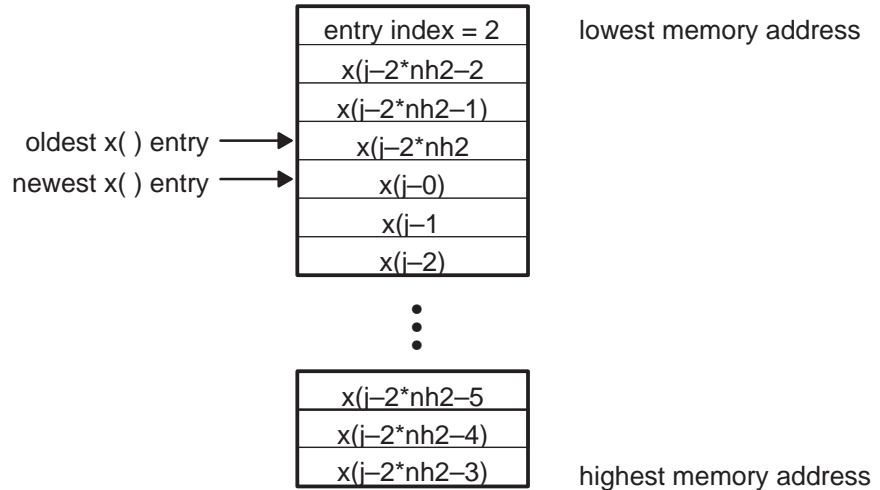 entry index = 2 lowest memory address
x(j–2*nh2–2
x(j–2*nh2–1)
oldest x( ) entry x(j–2*nh2
newest x( ) entry x(j–0)
x(j–1
x(j–2)
x(j–2*nh2–5
x(j–2*nh2–4)
x(j–2*nh2–3) highest memory address